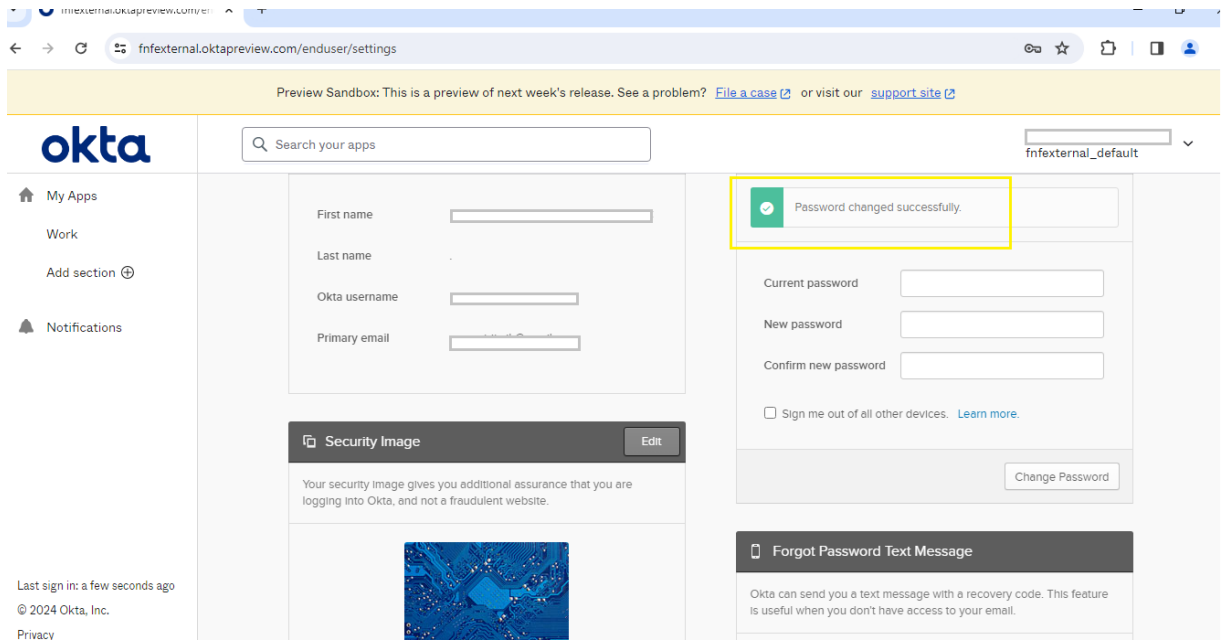 fnfexternal.oktapreview.com/enduser/settings
Preview Sandbox: This is a preview of next week's release. See a problem? File a case or visit our support site
okta
Search your apps
fnfexternal_default
My Apps
Work
Add section
Notifications
Last sign in: a few seconds ago
© 2024 Okta, Inc.
Privacy
First name
Last name
Okta username
Primary email
Security Image
Edit
Your security image gives you additional assurance that you are
logging into Okta, and not a fraudulent website.
Password changed successfully.
Current password
New password
Confirm new password
Sign me out of all other devices. Learn more.
Change Password
Forgot Password Text Message
Okta can send you a text message with a recovery code. This feature
is useful when you don't have access to your email.